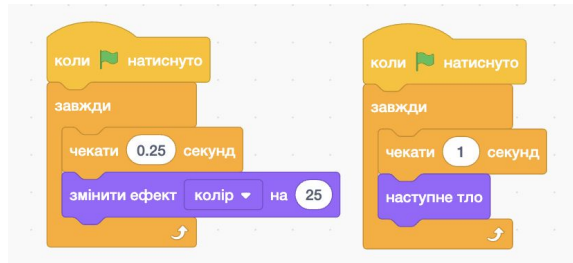 коли натиснуто
завжди
чекати 0.25 секунд
змінити ефект колір на 25
коли натиснуто
завжди
чекати 1 секунд
наступне тло